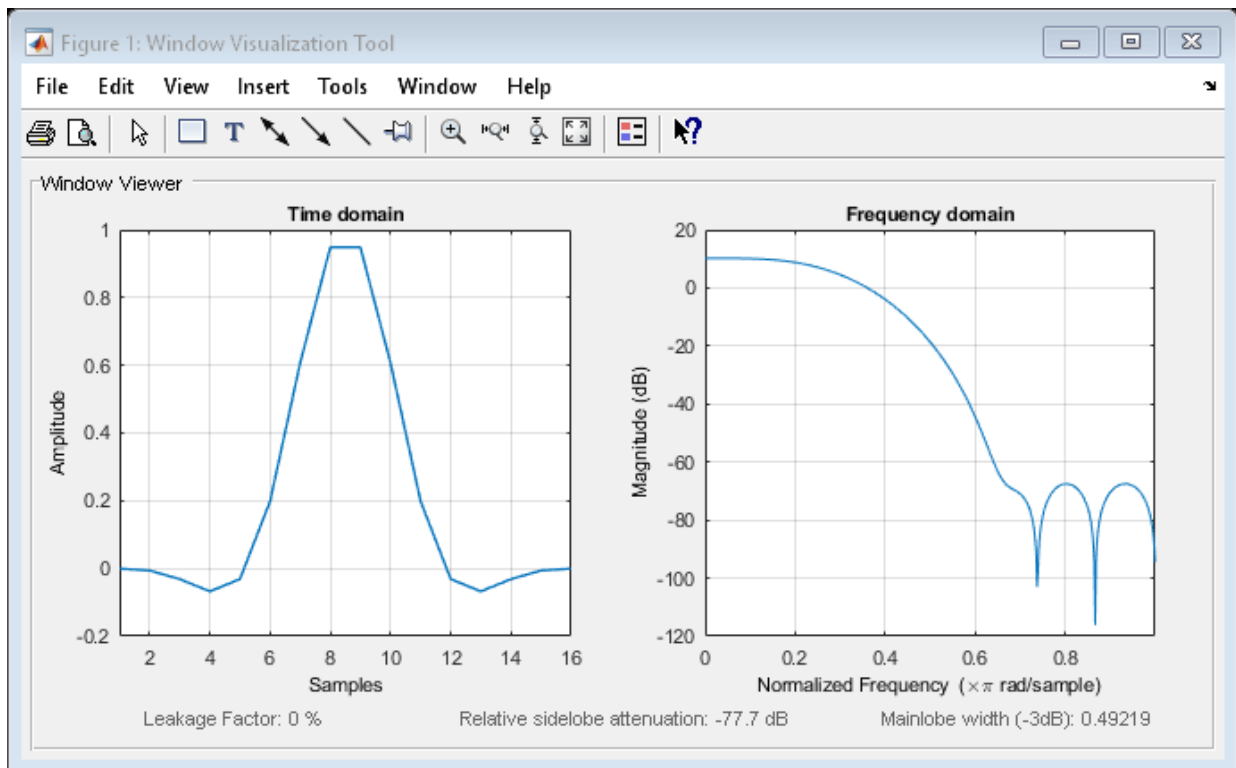 Figure 1: Window Visualization Tool
File Edit View Insert Tools Window Help
T
?
Window Viewer
Time domain
1
0.8
0.6
0.4
0.2
0
-0.2
Amplitude
2 4 6 8 10 12 14 16
Samples
Frequency domain
20
0
-20
-40
-60
-80
-100
-120
Magnitude (dB)
0 0.2 0.4 0.6 0.8
Normalized Frequency (×π rad/sample)
Leakage Factor: 0 % Relative sidelobe attenuation: -77.7 dB Mainlobe width (-3dB): 0.49219